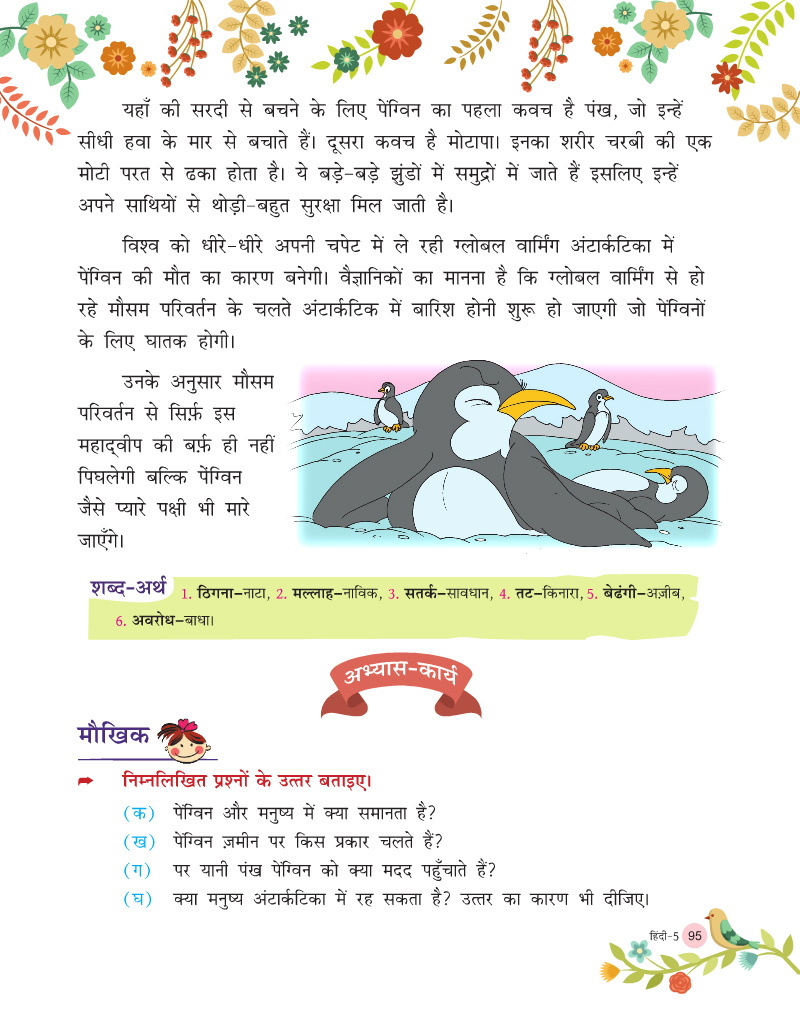 यहाँ की सरदी से बचने के लिए पेंग्विन का पहला कवच है पंख, जो इन्हें
सीधी हवा के मार से बचाते हैं। दूसरा कवच है मोटापा। इनका शरीर चरबी की एक
मोटी परत से ढका होता है। ये बड़े-बड़े झुंडों में समुद्रों में जाते हैं इसलिए इन्हें
अपने साथियों से थोड़ी-बहुत सुरक्षा मिल जाती है।
विश्व को धीरे-धीरे अपनी चपेट में ले रही ग्लोबल वार्मिंग अंटार्कटिका में
पेंग्विन की मौत का कारण बनेगी। वैज्ञानिकों का मानना है कि ग्लोबल वार्मिंग से हो
रहे मौसम परिवर्तन के चलते अंटार्कटिक में बारिश होनी शुरू हो जाएगी जो पेंग्विनों
के लिए घातक होगी।
उनके अनुसार मौसम
परिवर्तन से सिर्फ़ इस
महाद्वीप की बर्फ़ ही नहीं
पिघलेगी बल्कि पेंग्विन
जैसे प्यारे पक्षी भी मारे
जाएँगे।
शब्द-अर्थ 1. ठिगना–नाटा, 2. मल्लाह–नाविक, 3. सतर्क–सावधान, 4. तट–किनारा, 5. बेढंगी–अज़ीब,
6. अवरोध–बाधा।
अभ्यास-कार्य
मौखिक
➡ निम्नलिखित प्रश्नों के उत्तर बताइए।
(क) पेंग्विन और मनुष्य में क्या समानता है?
(ख) पेंग्विन ज़मीन पर किस प्रकार चलते हैं?
(ग) पर यानी पंख पेंग्विन को क्या मदद पहुँचाते हैं?
(घ) क्या मनुष्य अंटार्कटिका में रह सकता है? उत्तर का कारण भी दीजिए।
हिंदी-5 95